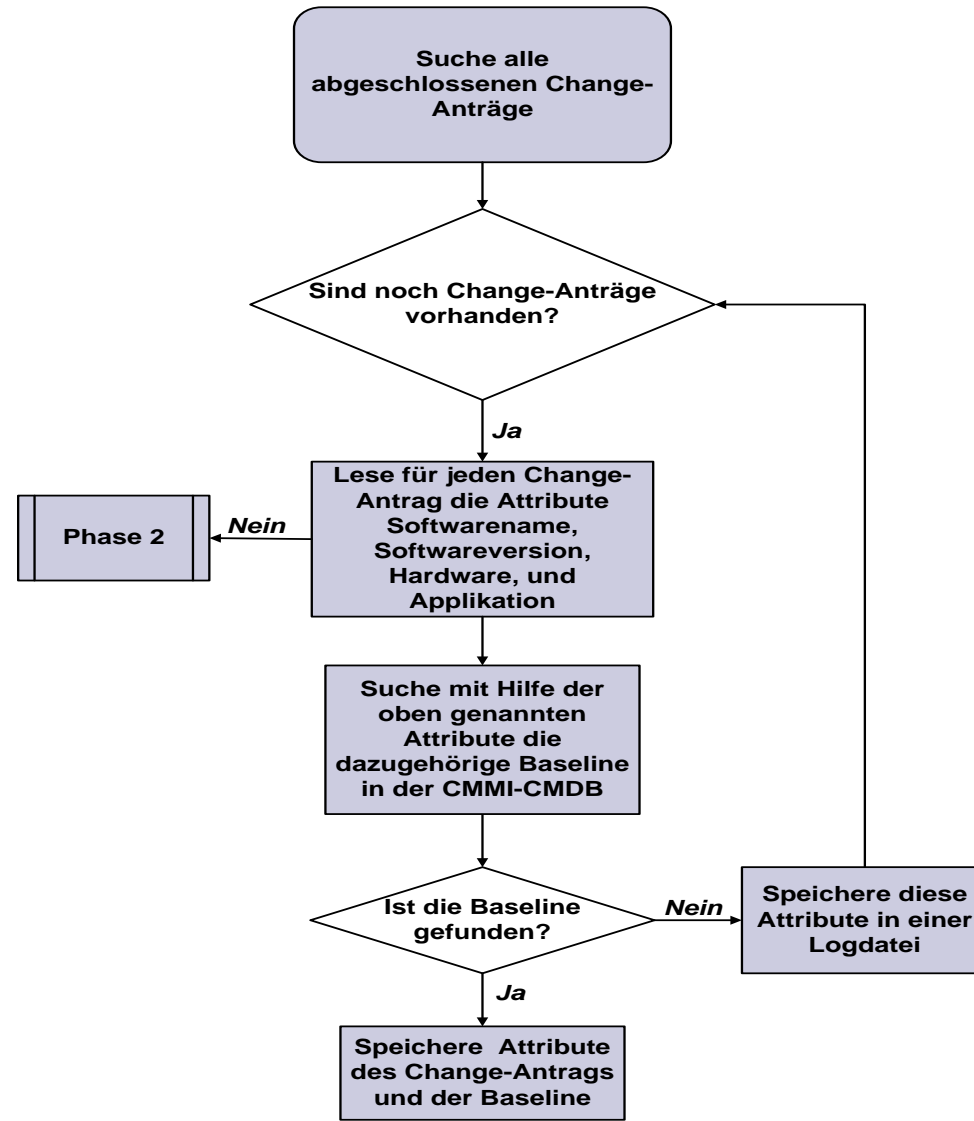 Suche alle
abgeschlossenen Change-
Anträge
Sind noch Change-Anträge
vorhanden?
Ja
Lese für jeden Change-
Antrag die Attribute
Softwarename,
Softwareversion,
Hardware, und
Applikation
Nein
Phase 2
Suche mit Hilfe der
oben genannten
Attribute die
dazugehörige Baseline
in der CMMI-CMDB
Ist die Baseline
gefunden?
Nein
Speichere diese
Attribute in einer
Logdatei
Ja
Speichere Attribute
des Change-Antrags
und der Baseline